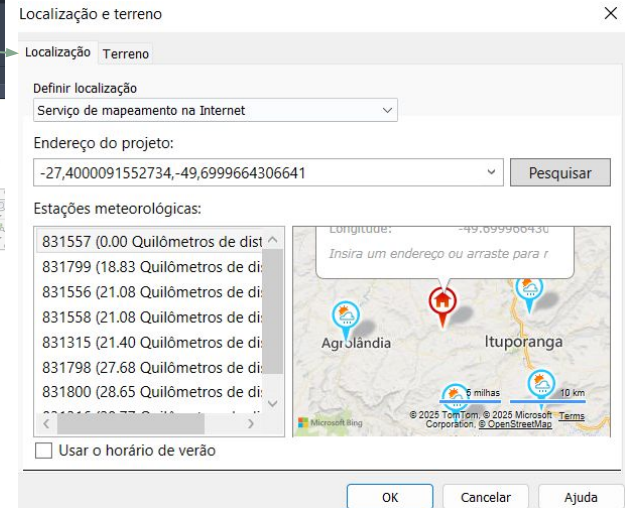 Localização e terreno
Localização Terreno
Definir localização
Serviço de mapeamento na Internet
Endereço do projeto:
-27,4000091552734,-49,6999664306641
Pesquisar
Estações meteorológicas:
831557 (0.00 Quilômetros de dist
831799 (18.83 Quilômetros de di
831556 (21.08 Quilômetros de di
831558 (21.08 Quilômetros de di
831315 (21.40 Quilômetros de di
831798 (27.68 Quilômetros de di
831800 (28.65 Quilômetros de di
Longitude: -49.699966430
Insira um endereço ou arraste para r
Agrolândia
Ituporanga
5 milhas 10 km
Microsoft Bing
© 2025 TomTom, © 2025 Microsoft Terms
Corporation, © OpenStreetMap
Usar o horário de verão
OK Cancelar Ajuda